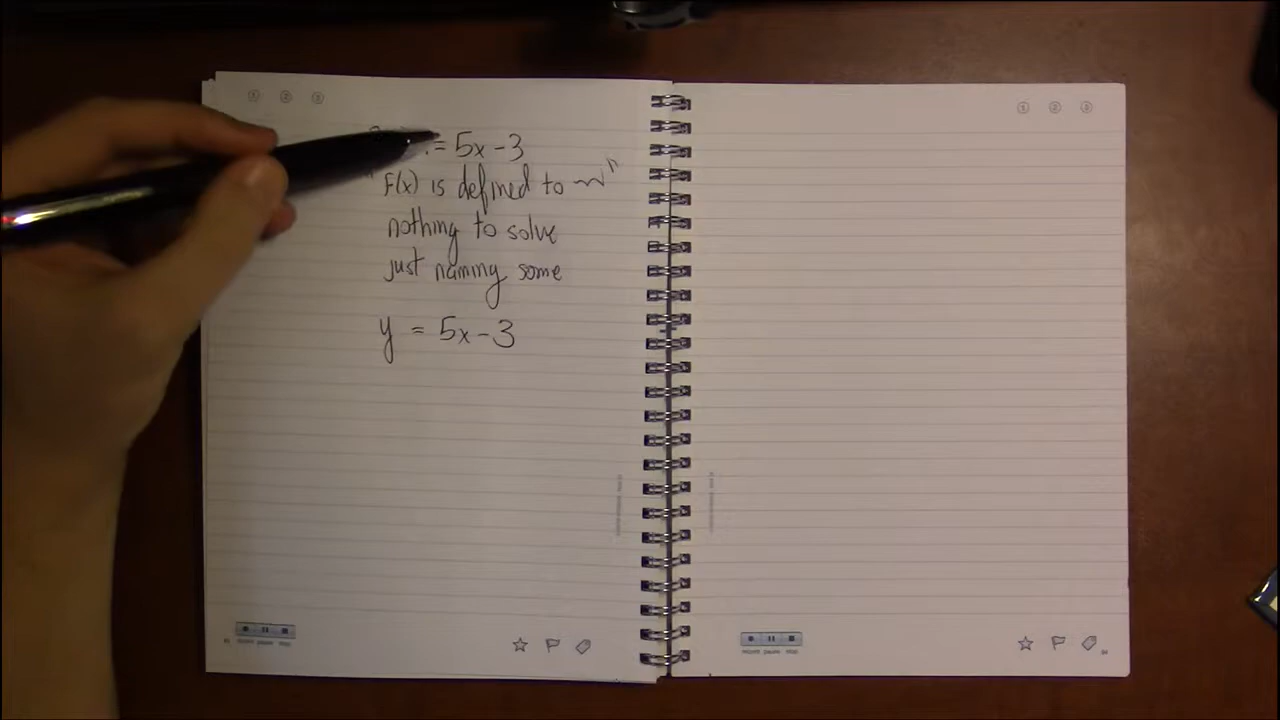 := 5x-3
"F(x) is defined to ~"
nothing to solve
just naming some
y = 5x-3